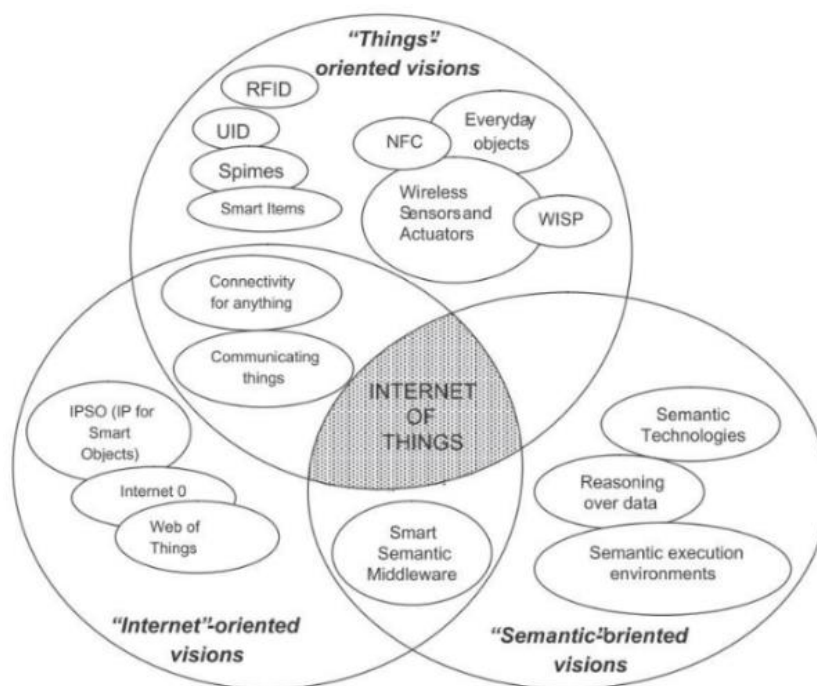 “Things”-
oriented visions
RFID
UID
Spimes
Smart Items
NFC
Everyday
objects
Wireless
Sensors and
Actuators
WISP
Connectivity
for anything
Communicating
things
INTERNET
OF
THINGS
IPSO (IP for
Smart
Objects)
Internet 0
Web of
Things
Semantic
Technologies
Reasoning
over data
Semantic execution
environments
Smart
Semantic
Middleware
“Internet”-oriented
visions
“Semantic”-oriented
visions